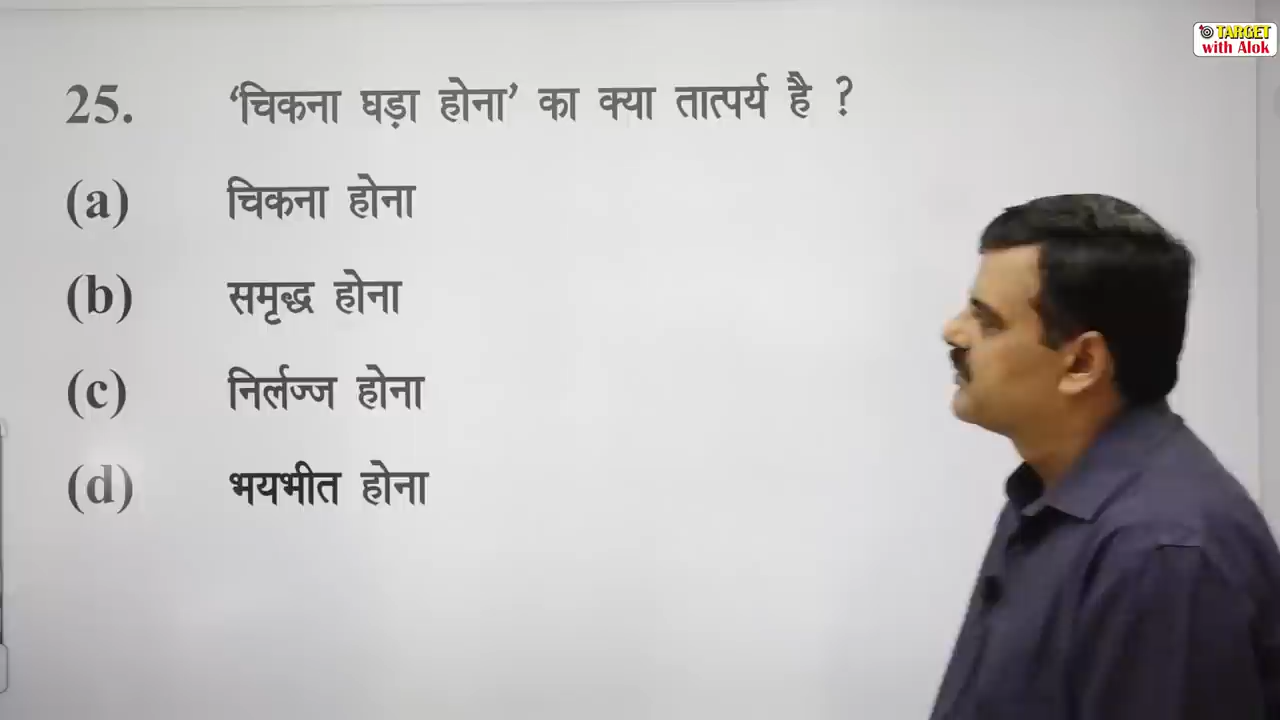 TARGET
with Alok
25. ‘चिकना घड़ा होना’ का क्या तात्पर्य है ?
(a) चिकना होना
(b) समृद्ध होना
(c) निर्लज्ज होना
(d) भयभीत होना